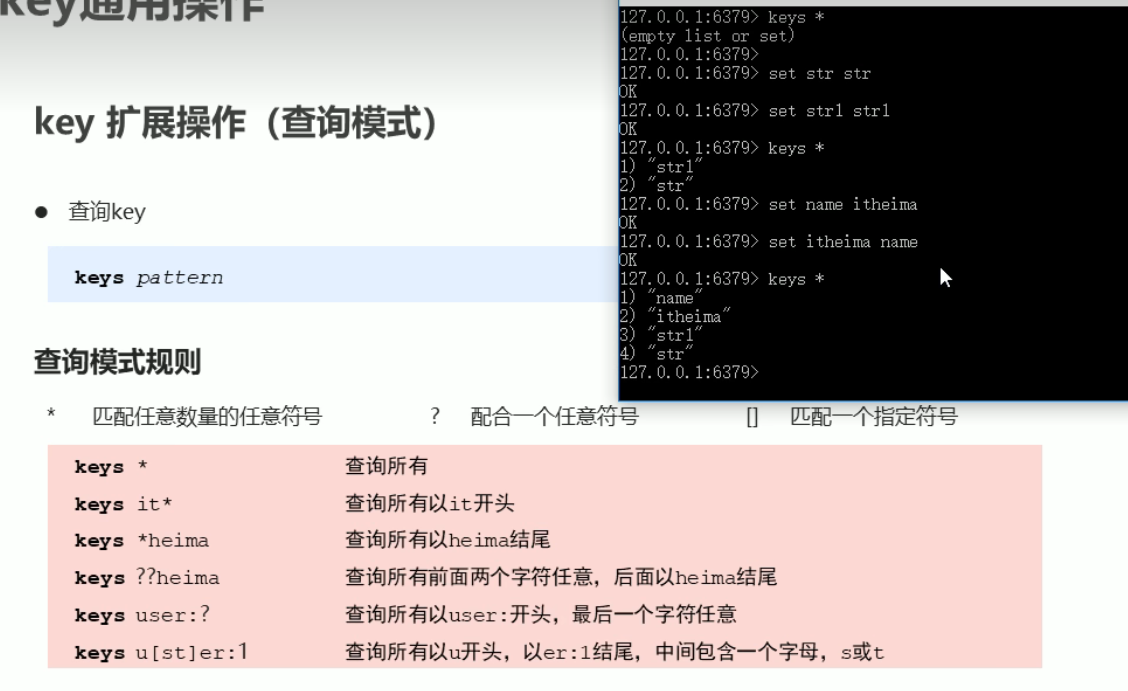 key通用操作
key 扩展操作（查询模式）
● 查询key
keys pattern
查询模式规则
* 匹配任意数量的任意符号 ? 配合一个任意符号 [] 匹配一个指定符号
keys * 查询所有
keys it* 查询所有以it开头
keys *heima 查询所有以heima结尾
keys ??heima 查询所有前面两个字符任意，后面以heima结尾
keys user:? 查询所有以user:开头，最后一个字符任意
keys u[st]er:1 查询所有以u开头，以er:1结尾，中间包含一个字母，s或t
127.0.0.1:6379> keys *
(empty list or set)
127.0.0.1:6379>
127.0.0.1:6379> set str str
OK
127.0.0.1:6379> set str1 str1
OK
127.0.0.1:6379> keys *
1) "str1"
2) "str"
127.0.0.1:6379> set name itheima
OK
127.0.0.1:6379> set itheima name
OK
127.0.0.1:6379> keys *
1) "name"
2) "itheima"
3) "str1"
4) "str"
127.0.0.1:6379>